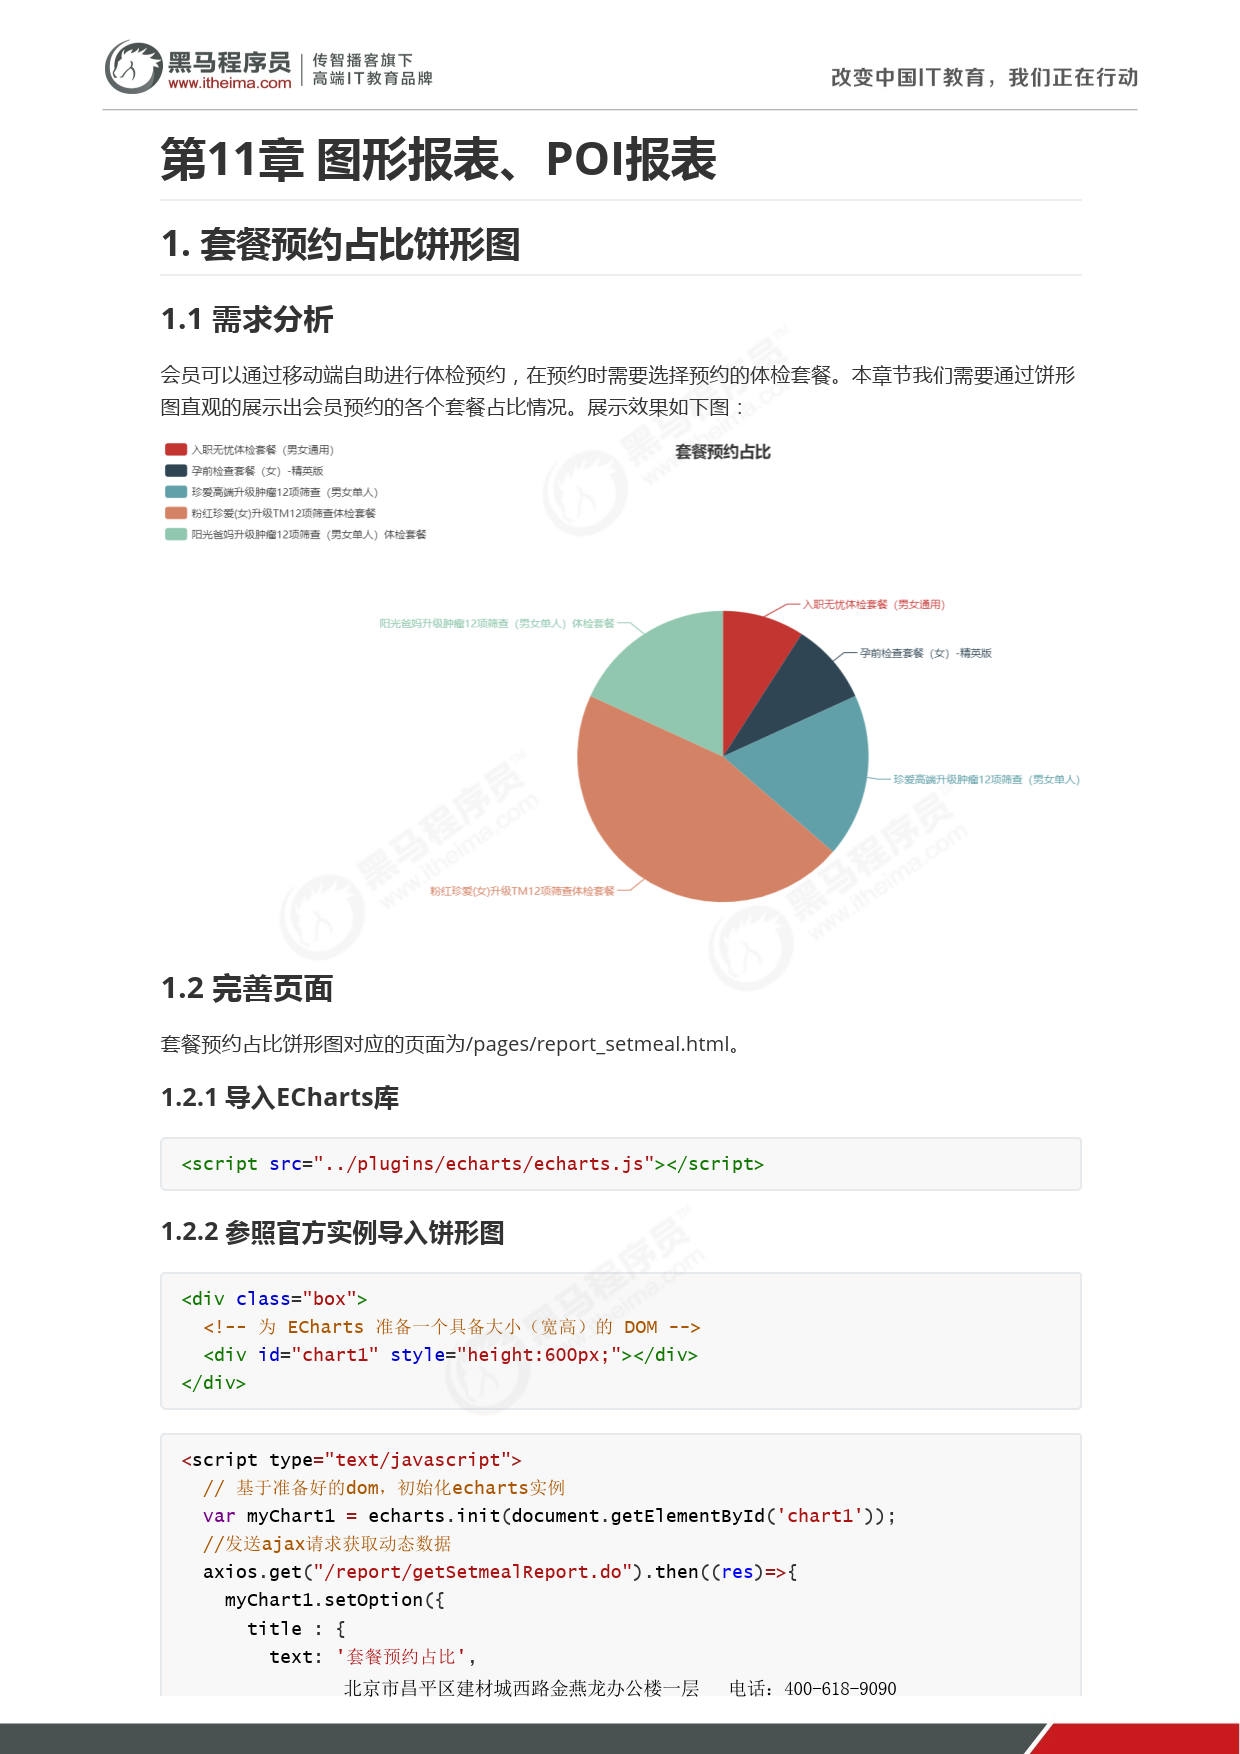 黑马程序员
www.itheima.com
传智播客旗下
高端IT教育品牌
改变中国IT教育，我们正在行动
第11章 图形报表、POI报表
1. 套餐预约占比饼形图
1.1 需求分析
会员可以通过移动端自助进行体检预约，在预约时需要选择预约的体检套餐。本章节我们需要通过饼形
图直观的展示出会员预约的各个套餐占比情况。展示效果如下图：
套餐预约占比
入职无忧体检套餐（男女通用）
孕前检查套餐（女）-精英版
珍爱高端升级肿瘤12项筛查（男女单人）
粉红珍爱(女)升级TM12项筛查体检套餐
阳光爸妈升级肿瘤12项筛查（男女单人）体检套餐
入职无忧体检套餐（男女通用）
阳光爸妈升级肿瘤12项筛查（男女单人）体检套餐
孕前检查套餐（女）-精英版
珍爱高端升级肿瘤12项筛查（男女单人）
粉红珍爱(女)升级TM12项筛查体检套餐
1.2 完善页面
套餐预约占比饼形图对应的页面为/pages/report_setmeal.html。
1.2.1 导入ECharts库
<script src="../plugins/echarts/echarts.js"></script>
1.2.2 参照官方实例导入饼形图
<div class="box">
  <!-- 为 ECharts 准备一个具备大小（宽高）的 DOM -->
  <div id="chart1" style="height:600px;"></div>
</div>
<script type="text/javascript">
  // 基于准备好的dom，初始化echarts实例
  var myChart1 = echarts.init(document.getElementById('chart1'));
  //发送ajax请求获取动态数据
  axios.get("/report/getSetmealReport.do").then((res)=>{
    myChart1.setOption({
      title : {
        text: '套餐预约占比',
北京市昌平区建材城西路金燕龙办公楼一层 电话：400-618-9090